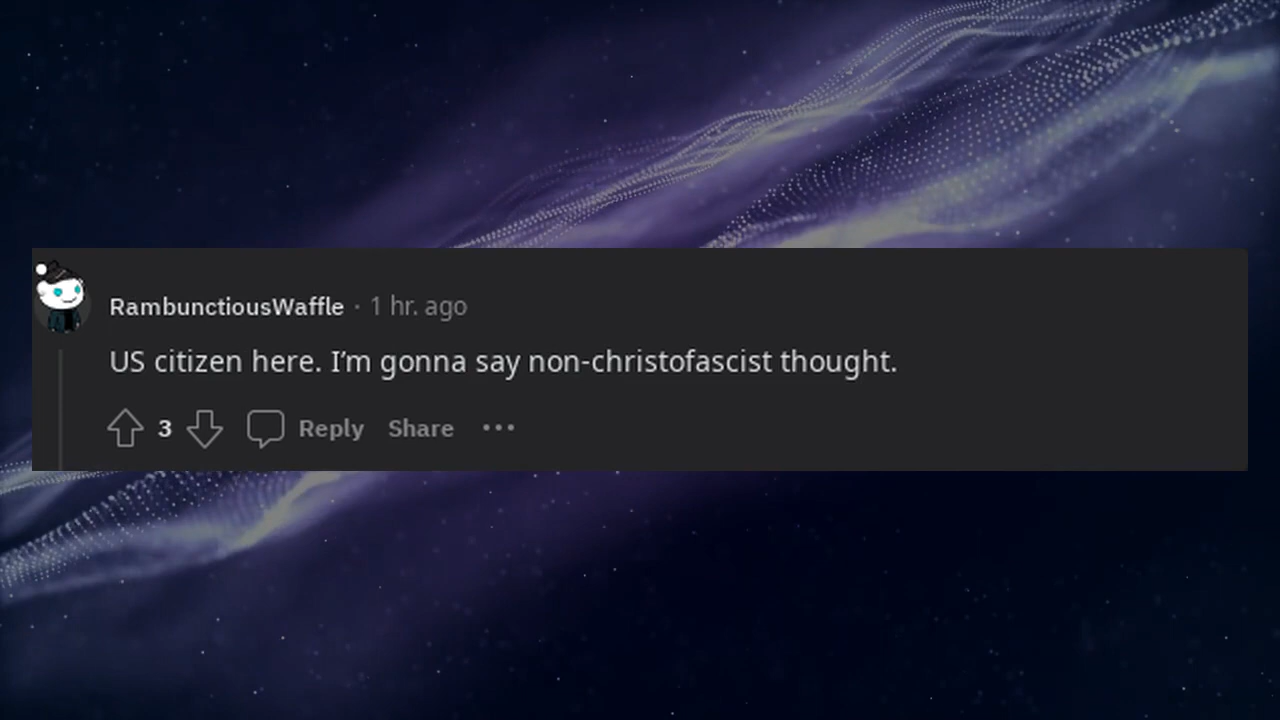 RambunctiousWaffle · 1 hr. ago
US citizen here. I’m gonna say non-christofascist thought.
3 Reply Share ···